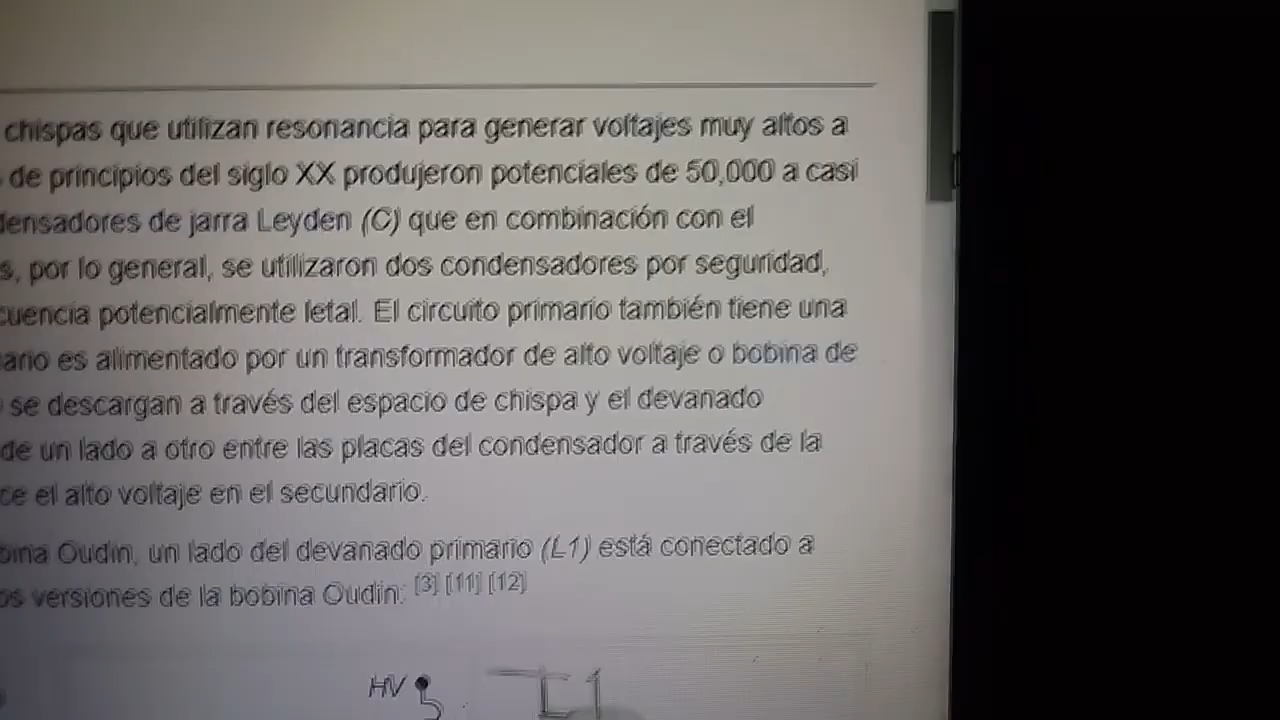 chispas que utilizan resonancia para generar voltajes muy altos a
de principios del siglo XX produjeron potenciales de 50,000 a casi
densadores de jarra Leyden (C) que en combinación con el
s, por lo general, se utilizaron dos condensadores por seguridad,
cuencia potencialmente letal. El circuito primario también tiene una
ario es alimentado por un transformador de alto voltaje o bobina de
se descargan a través del espacio de chispa y el devanado
de un lado a otro entre las placas del condensador a través de la
ce el alto voltaje en el secundario.
bina Oudin, un lado del devanado primario (L1) está conectado a
os versiones de la bobina Oudin: [3] [11] [12]
HV